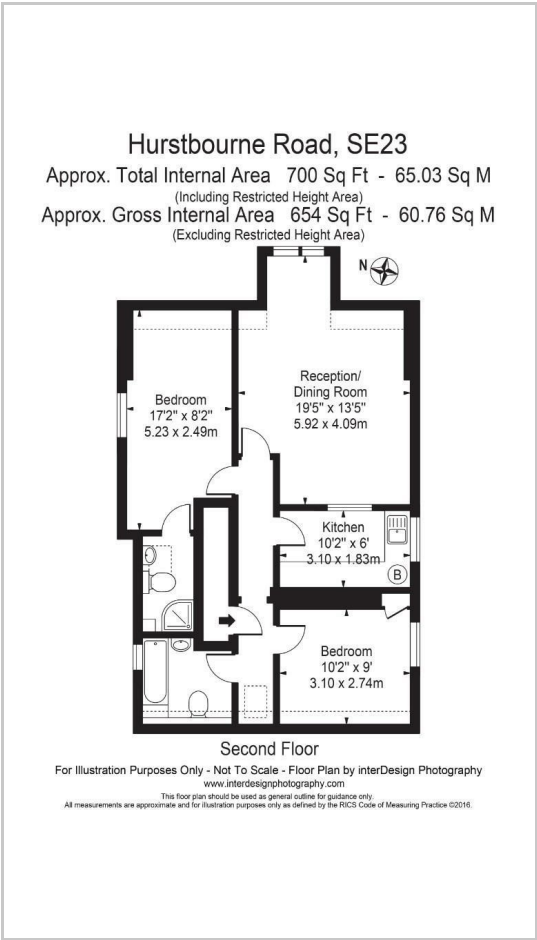 Hurstbourne Road, SE23
Approx. Total Internal Area 700 Sq Ft - 65.03 Sq M
(Including Restricted Height Area)
Approx. Gross Internal Area 654 Sq Ft - 60.76 Sq M
(Excluding Restricted Height Area)
N
Reception/
Dining Room
19'5" x 13'5"
5.92 x 4.09m
Bedroom
17'2" x 8'2"
5.23 x 2.49m
Kitchen
10'2" x 6'
3.10 x 1.83m
B
Bedroom
10'2" x 9'
3.10 x 2.74m
Second Floor
For Illustration Purposes Only - Not To Scale - Floor Plan by interDesign Photography
www.interdesignphotography.com
This floor plan should be used as general outline for guidance only.
All measurements are approximate and for illustration purposes only as defined by the RICS Code of Measuring Practice ©2016.